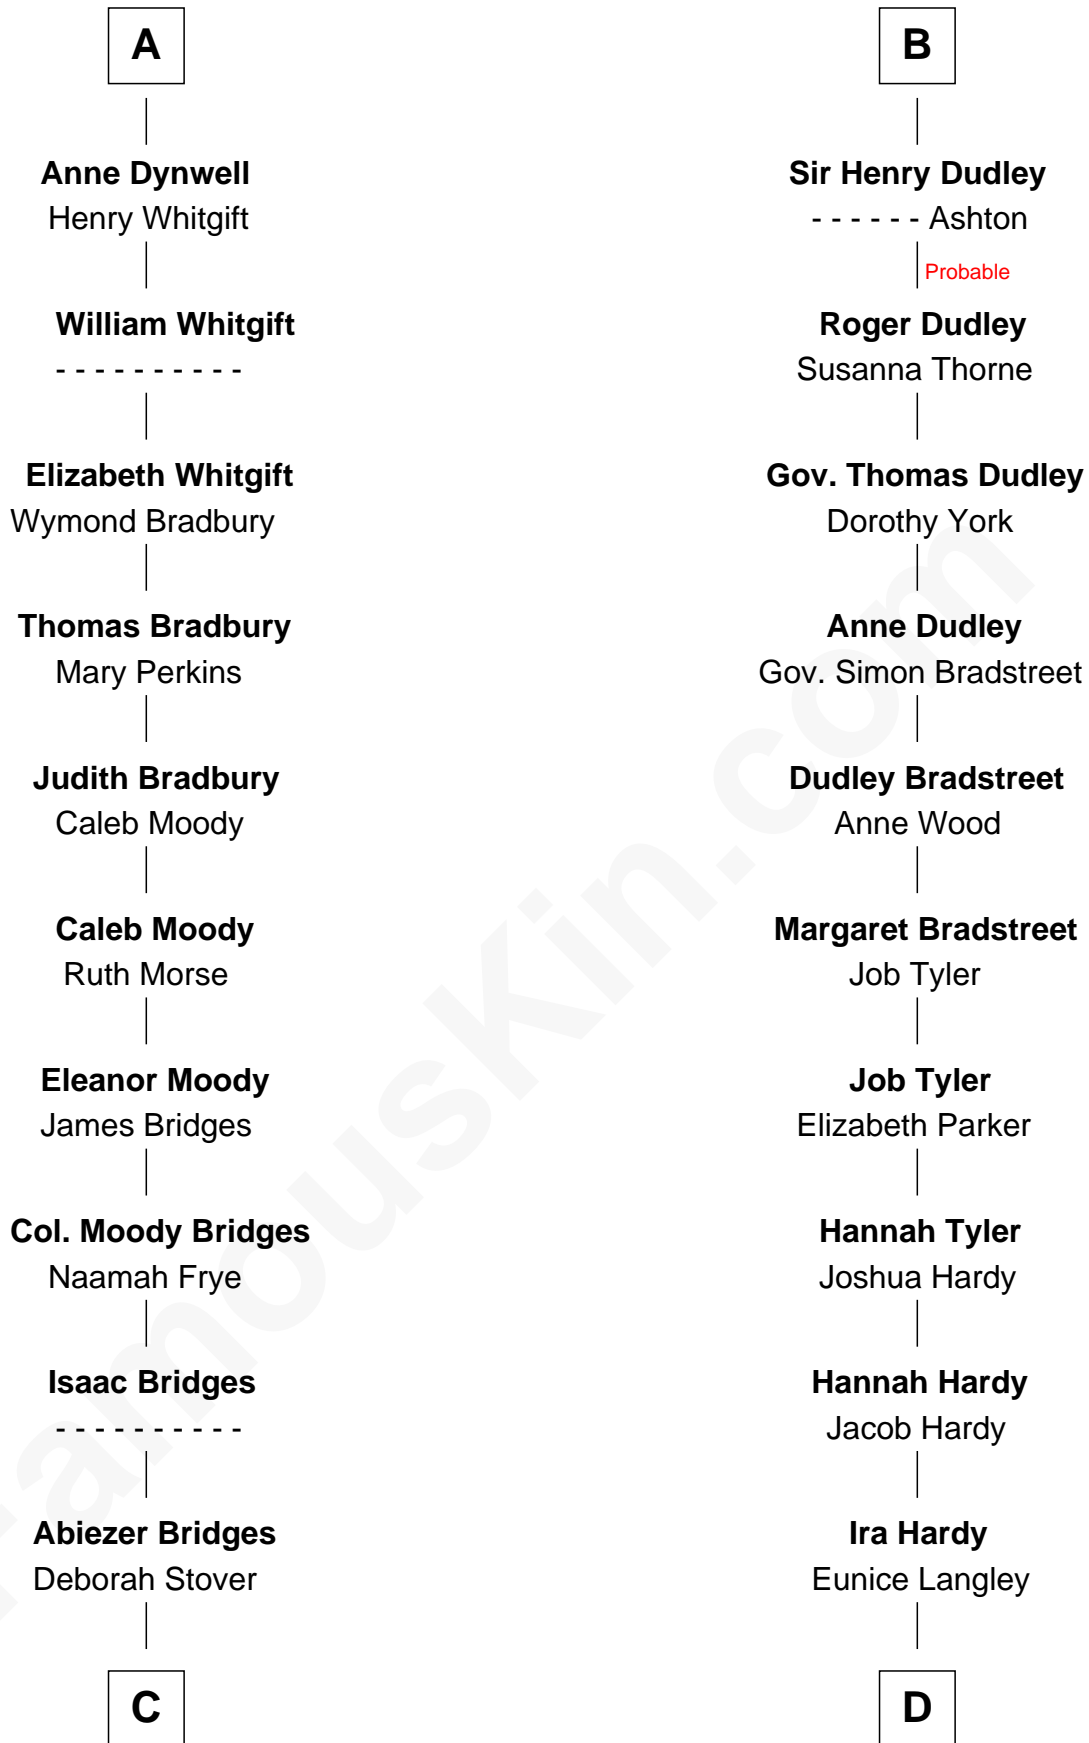 A
Anne Dynwell
Henry Whitgift
William Whitgift
- - - - - - - - - -
Elizabeth Whitgift
Wymond Bradbury
Thomas Bradbury
Mary Perkins
Judith Bradbury
Caleb Moody
Caleb Moody
Ruth Morse
Eleanor Moody
James Bridges
Col. Moody Bridges
Naamah Frye
Isaac Bridges
- - - - - - - - - -
Abiezer Bridges
Deborah Stover
C
B
Sir Henry Dudley
- - - - - - Ashton
Probable
Roger Dudley
Susanna Thorne
Gov. Thomas Dudley
Dorothy York
Anne Dudley
Gov. Simon Bradstreet
Dudley Bradstreet
Anne Wood
Margaret Bradstreet
Job Tyler
Job Tyler
Elizabeth Parker
Hannah Tyler
Joshua Hardy
Hannah Hardy
Jacob Hardy
Ira Hardy
Eunice Langley
D
FamousKin.com